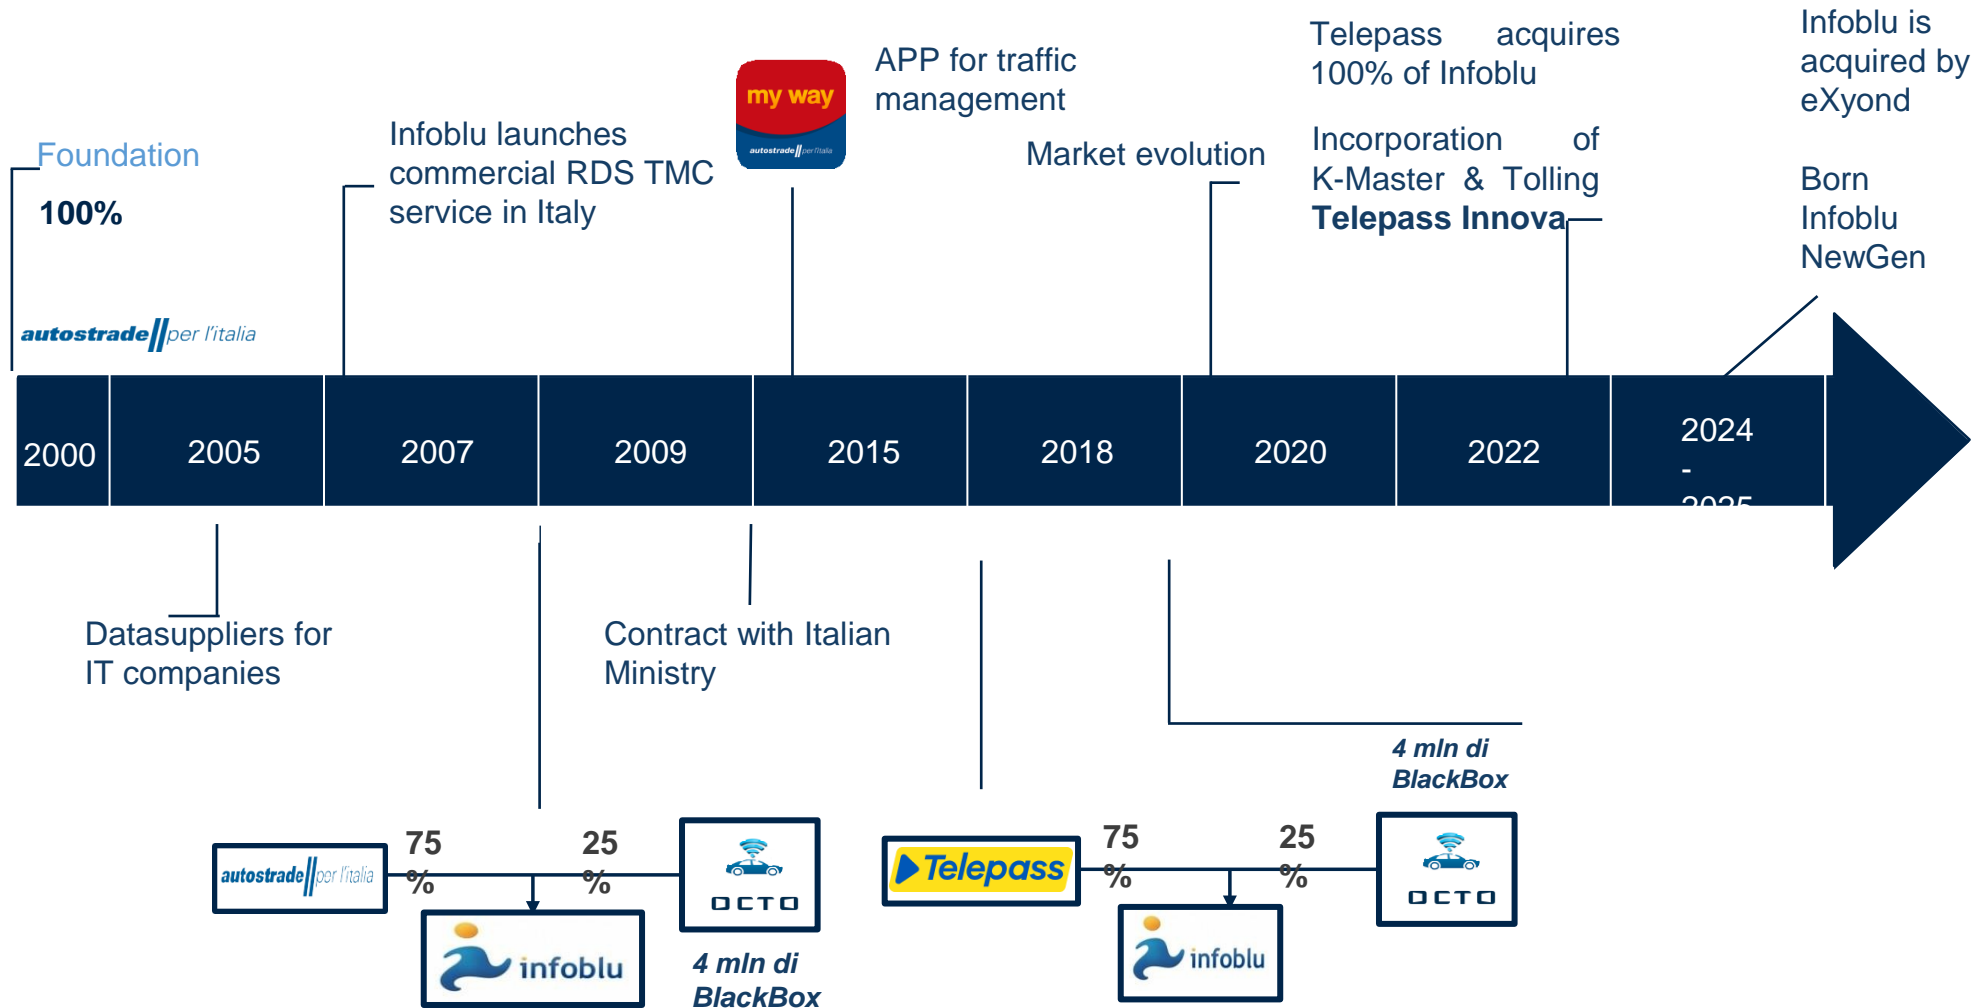 Foundation
100%
autostrade per l'italia
Infoblu launches
commercial RDS TMC
service in Italy
my way
autostrade per l'italia
APP for traffic
management
Market evolution
Telepass acquires
100% of Infoblu
Incorporation of
K-Master & Tolling
Telepass Innova
Infoblu is
acquired by
eXyond
Born
Infoblu
NewGen
2000
2005
2007
2009
2015
2018
2020
2022
2024
-
2025
Datasuppliers for
IT companies
Contract with Italian
Ministry
autostrade per l'italia
75
%
25
%
OCTO
infoblu
4 mln di
BlackBox
Telepass
75
%
25
%
4 mln di
BlackBox
OCTO
infoblu